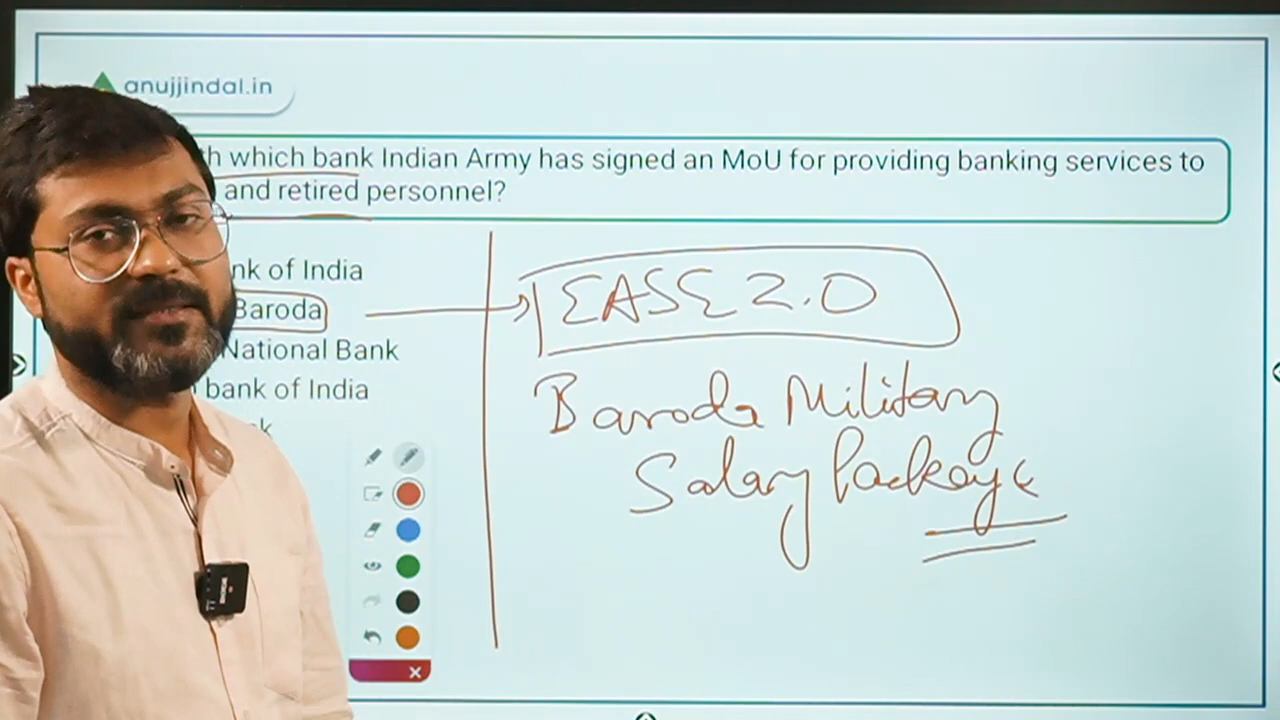 anujjindal.in
which bank Indian Army has signed an MoU for providing banking services to
and retired personnel?
of India
Baroda
National Bank
bank of India
EASE 2.0
Baroda Military
Salary Package